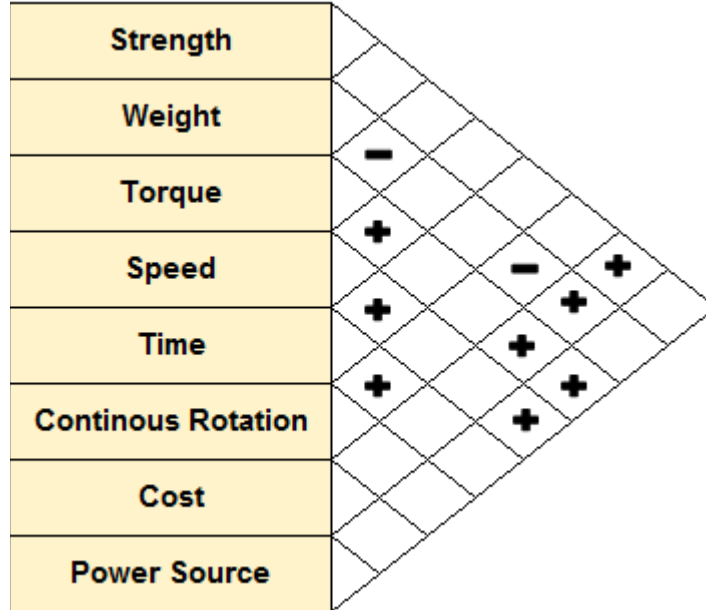 Strength
Weight
Torque
Speed
Time
Continous Rotation
Cost
Power Source